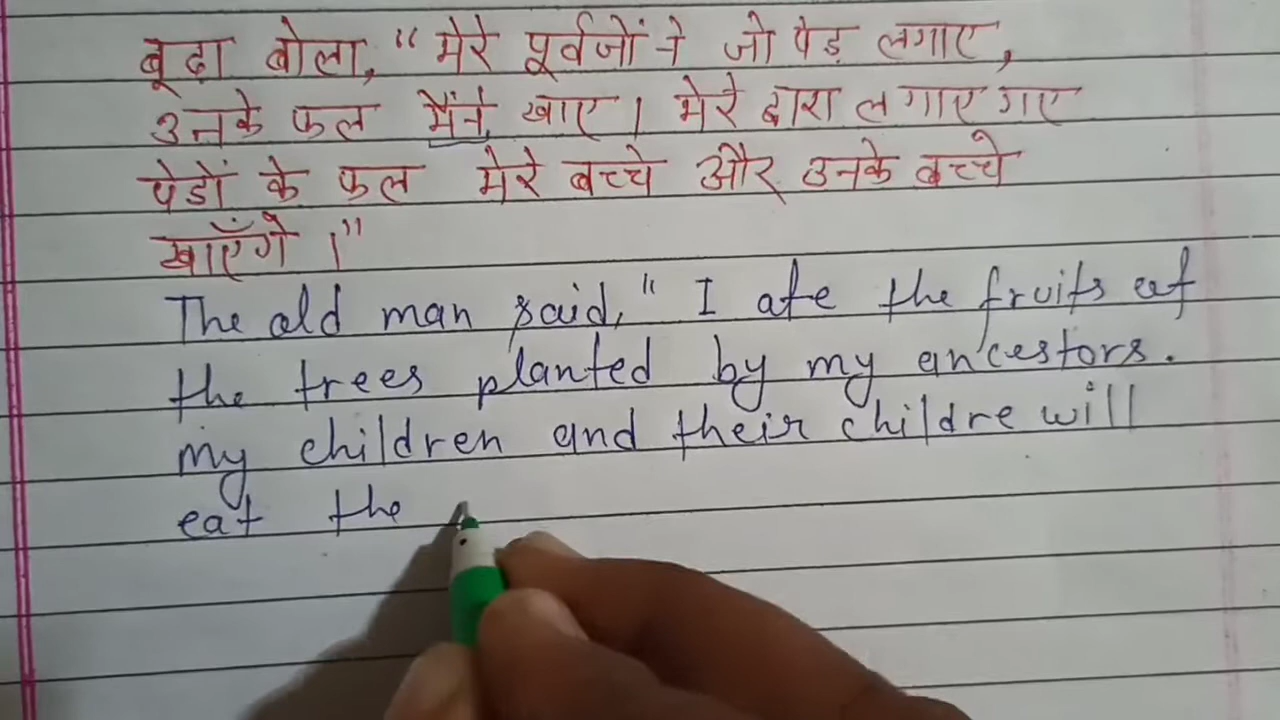 बूढ़ा बोला, “मेरे पूर्वजों ने जो पेड़ लगाए,
उनके फल मैंने खाए। मेरे द्वारा लगाए गए
पेडों के फल मेरे बच्चे और उनके बच्चे
खाएँगे।”
The old man said, “I ate the fruits of
the trees planted by my ancestors.
my children and their childre will
eat the